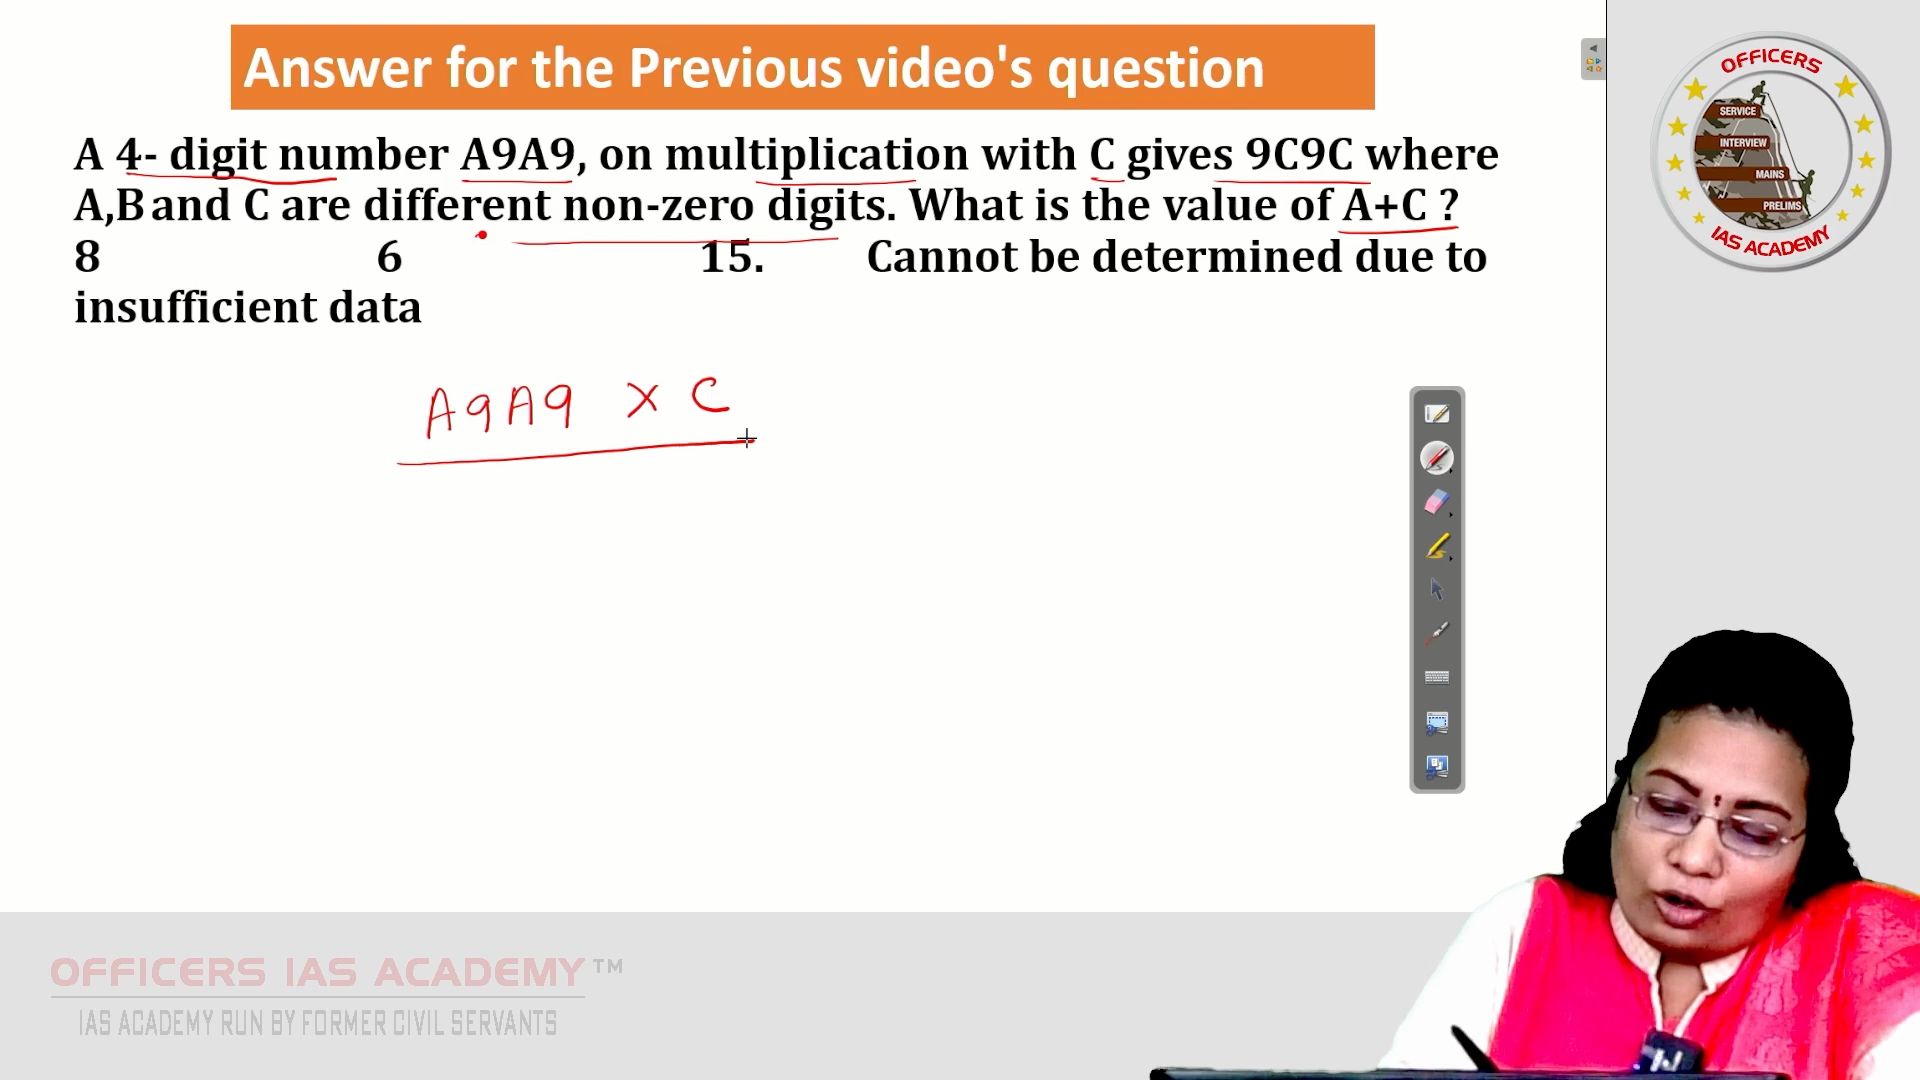 Answer for the Previous video's question
A 4- digit number A9A9, on multiplication with C gives 9C9C where
A,B and C are different non-zero digits. What is the value of A+C ?
8 6 15. Cannot be determined due to
insufficient data
A9A9 × C
OFFICERS
SERVICE
INTERVIEW
MAINS
PRELIMS
IAS ACADEMY
OFFICERS IAS ACADEMY™
IAS ACADEMY RUN BY FORMER CIVIL SERVANTS